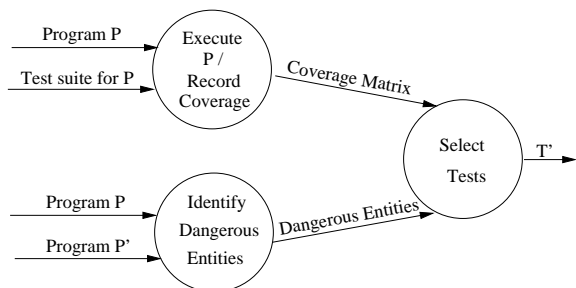 Program P
Test suite for P
Execute
P /
Record
Coverage
Coverage Matrix
Select
Tests
T’
Program P
Program P’
Identify
Dangerous
Entities
Dangerous Entities